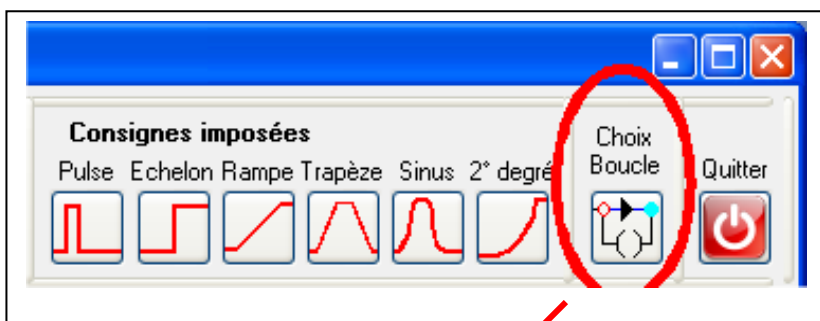 Consignes imposées
Pulse Echelon Rampe Trapèze Sinus 2° degré
Choix
Boucle
Quitter